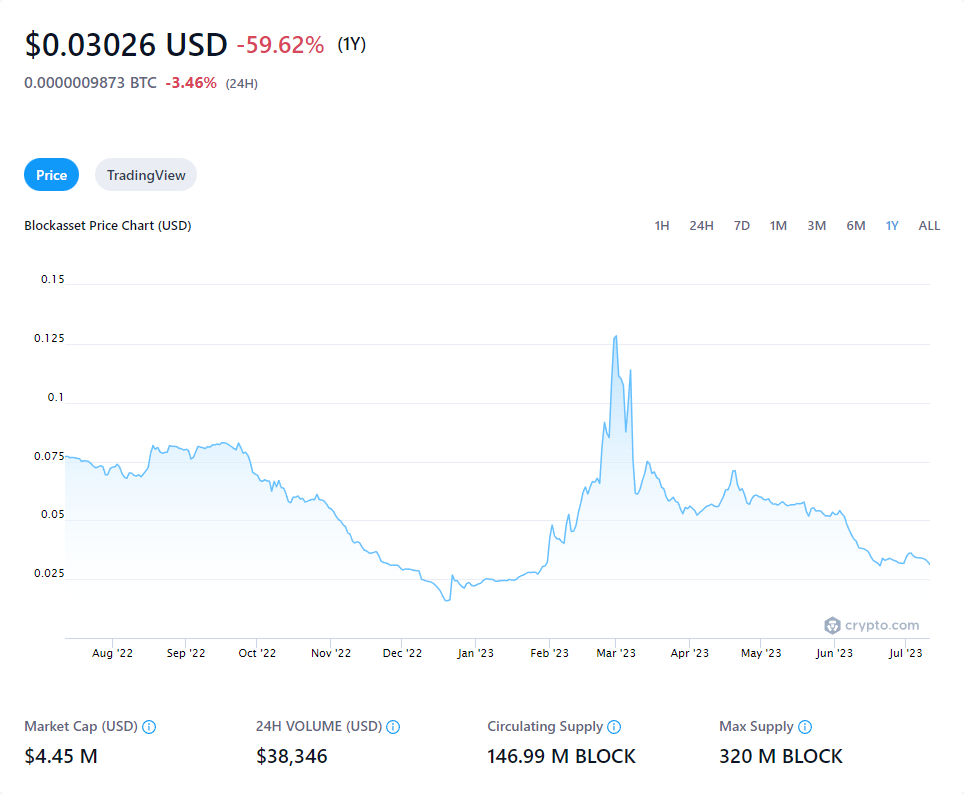 $0.03026 USD -59.62% (1Y)
0.0000009873 BTC -3.46% (24H)
Price TradingView
Blockasset Price Chart (USD) 1H 24H 7D 1M 3M 6M 1Y ALL
0.15
0.125
0.1
0.075
0.05
0.025
crypto.com
Aug '22 Sep '22 Oct '22 Nov '22 Dec '22 Jan '23 Feb '23 Mar '23 Apr '23 May '23 Jun '23 Jul '23
Market Cap (USD) 24H VOLUME (USD) Circulating Supply Max Supply
$4.45 M $38,346 146.99 M BLOCK 320 M BLOCK